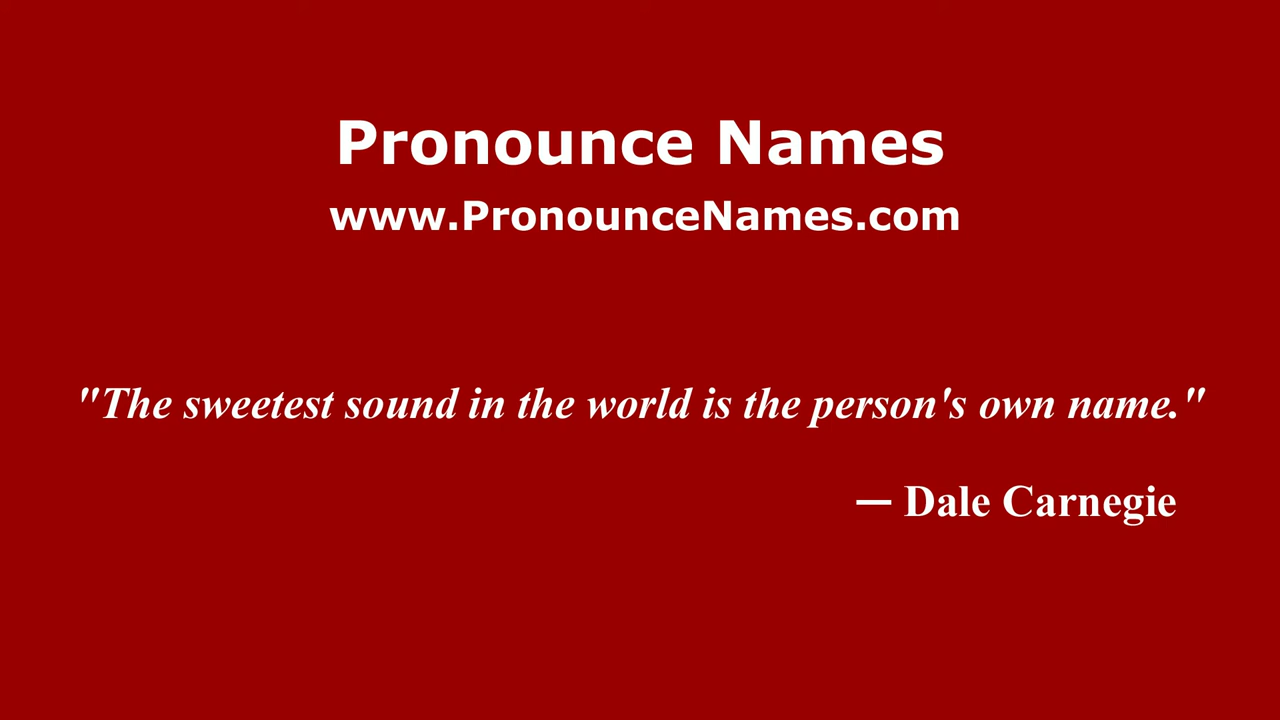 Pronounce Names
www.PronounceNames.com
"The sweetest sound in the world is the person's own name."
— Dale Carnegie